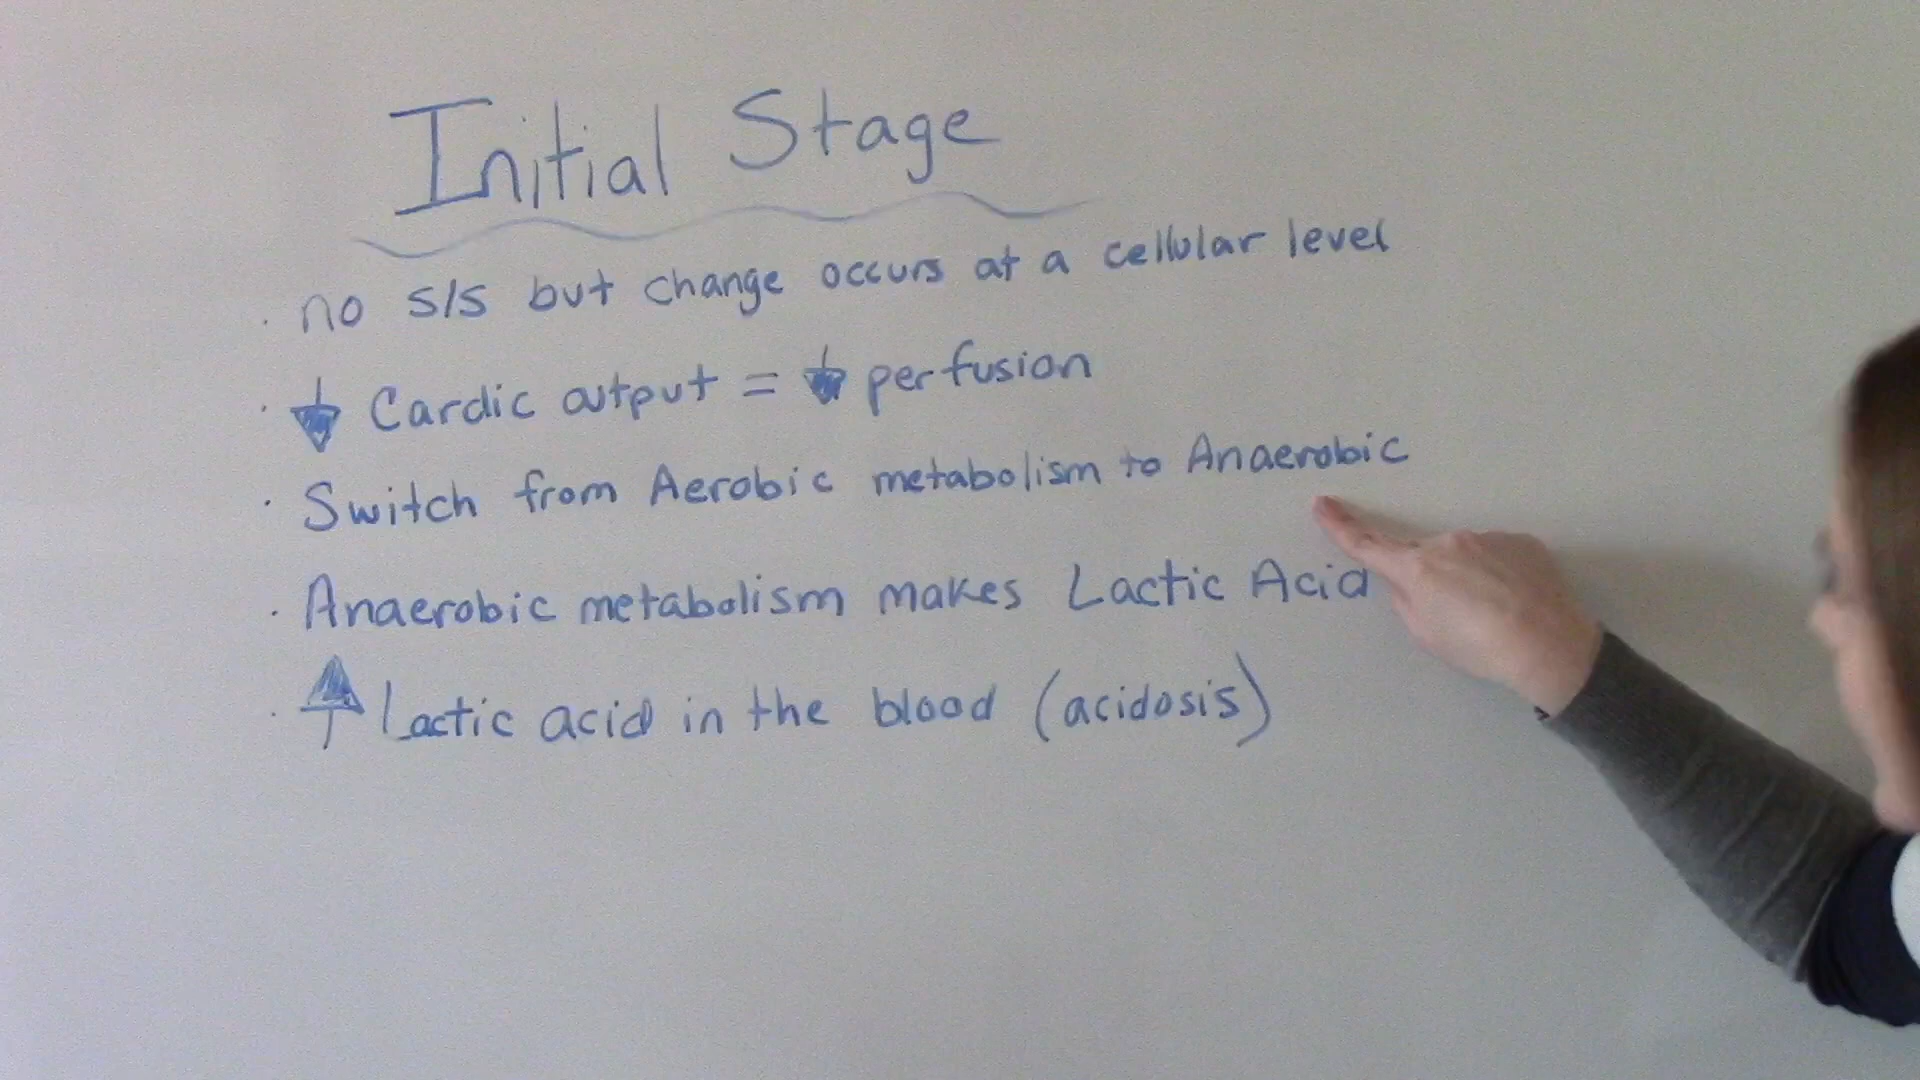 Initial Stage
· no s/s but change occurs at a cellular level
· ↓ Cardic output = ↓ perfusion
· Switch from Aerobic metabolism to Anaerobic
· Anaerobic metabolism makes Lactic Acid
· ↑ Lactic acid in the blood (acidosis)